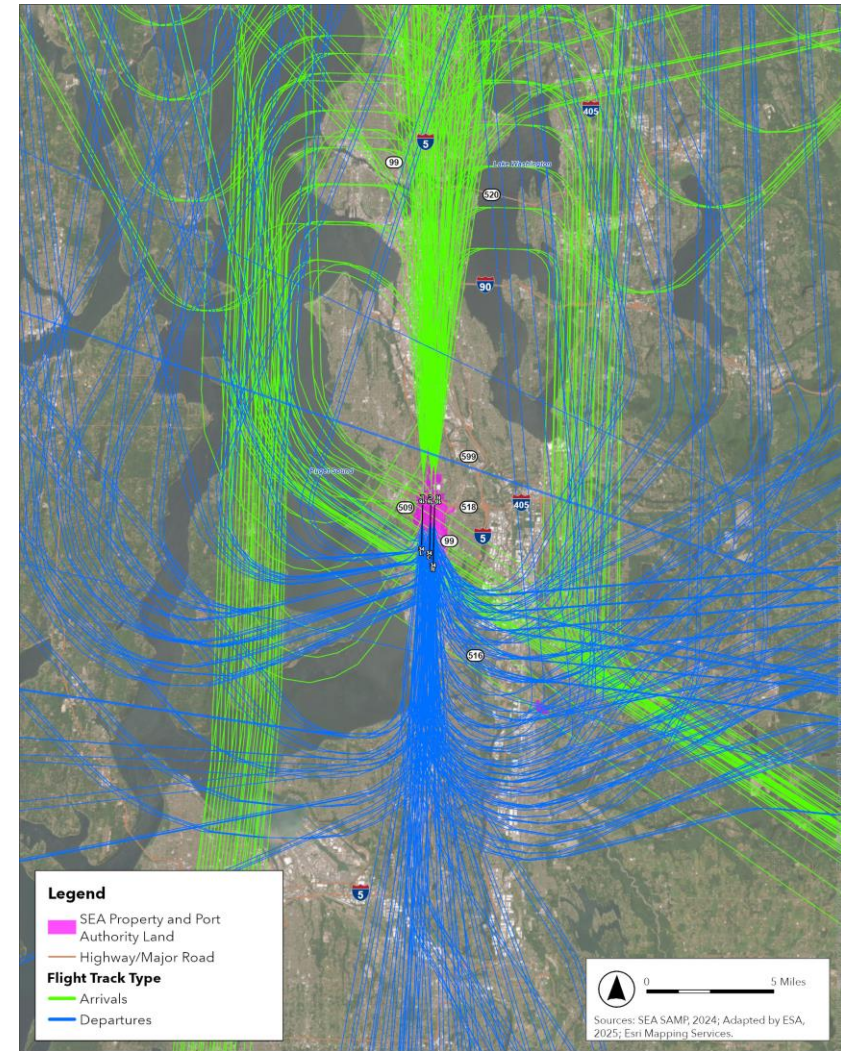 405
5
99
Lake Washington
520
90
599
Puget Sound
509
518
405
99
5
516
5
Legend
SEA Property and Port
Authority Land
Highway/Major Road
Flight Track Type
Arrivals
Departures
0 5 Miles
Sources: SEA SAMP, 2024; Adapted by ESA,
2025; Esri Mapping Services.